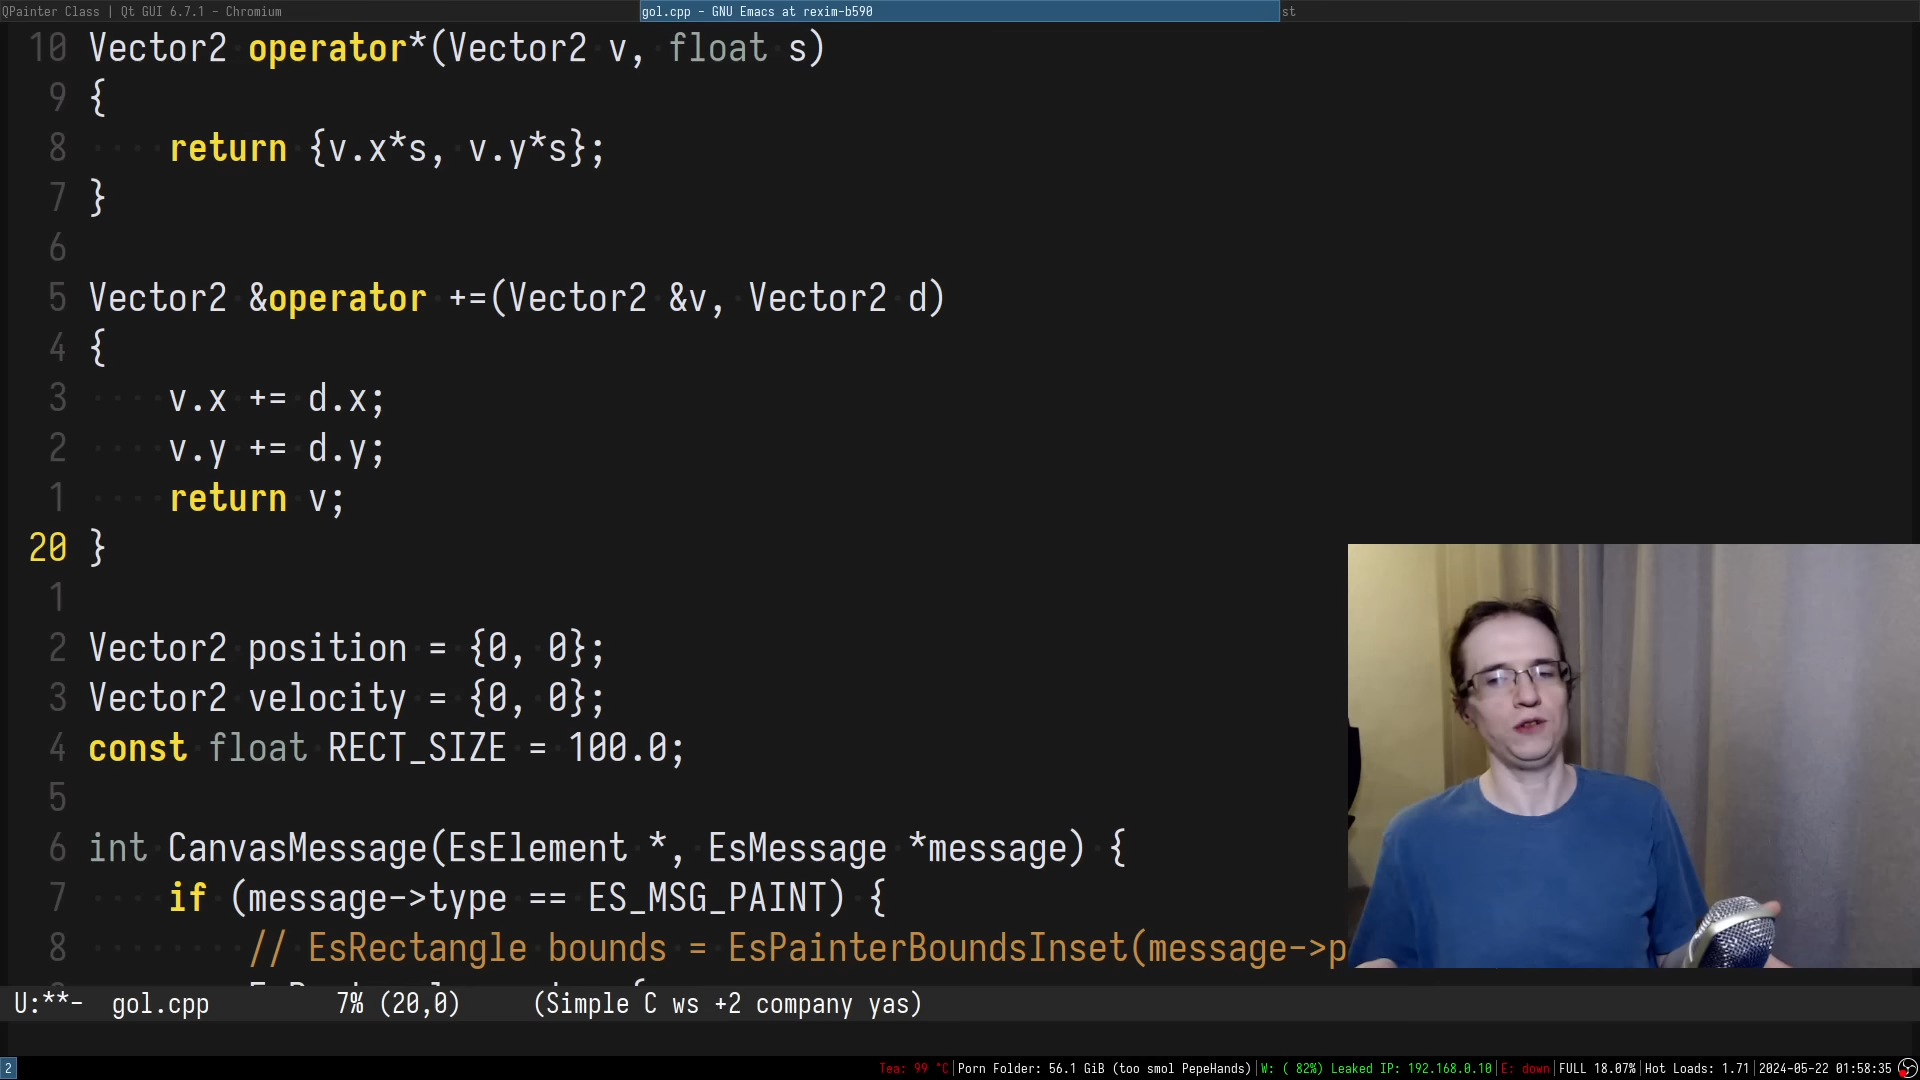 QPainter Class | Qt GUI 6.7.1 - Chromium
gol.cpp - GNU Emacs at rexim-b590
st
10 Vector2 operator*(Vector2 v, float s)
9 {
8 return {v.x*s, v.y*s};
7 }
6
5 Vector2 &operator +=(Vector2 &v, Vector2 d)
4 {
3 v.x += d.x;
2 v.y += d.y;
1 return v;
20 }
1
2 Vector2 position = {0, 0};
3 Vector2 velocity = {0, 0};
4 const float RECT_SIZE = 100.0;
5
6 int CanvasMessage(EsElement *, EsMessage *message) {
7 if (message->type == ES_MSG_PAINT) {
8 // EsRectangle bounds = EsPainterBoundsInset(message->p
U:**- gol.cpp 7% (20,0) (Simple C ws +2 company yas)
2 Tea: 99 °C|Porn Folder: 56.1 GiB (too smol PepeHands)|W: ( 82%) Leaked IP: 192.168.0.10|E: down|FULL 18.07%|Hot Loads: 1.71|2024-05-22 01:58:35